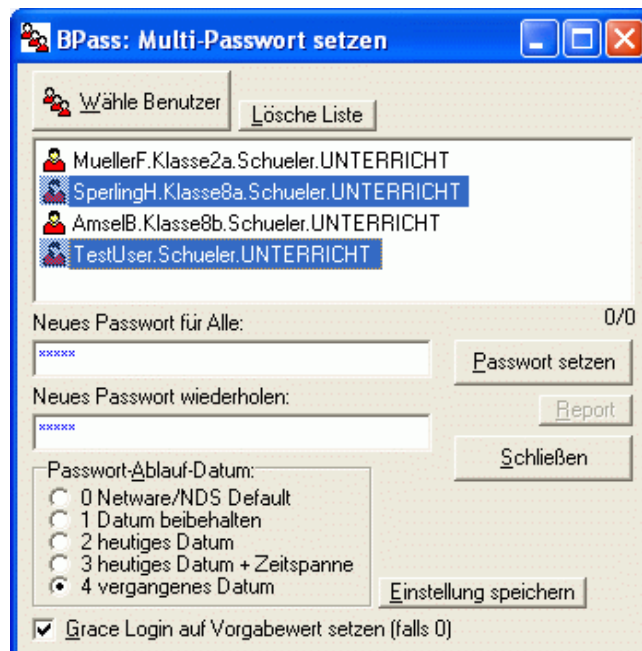 BPass: Multi-Passwort setzen
Wähle Benutzer
Lösche Liste
MuellerF.Klasse2a.Schueler.UNTERRICHT
SperlingH.Klasse8a.Schueler.UNTERRICHT
AmselB.Klasse8b.Schueler.UNTERRICHT
TestUser.Schueler.UNTERRICHT
0/0
Neues Passwort für Alle:
*****
Passwort setzen
Neues Passwort wiederholen:
*****
Report
Schließen
Passwort-Ablauf-Datum:
0 Netware/NDS Default
1 Datum beibehalten
2 heutiges Datum
3 heutiges Datum + Zeitspanne
4 vergangenes Datum
Einstellung speichern
Grace Login auf Vorgabewert setzen (falls 0)